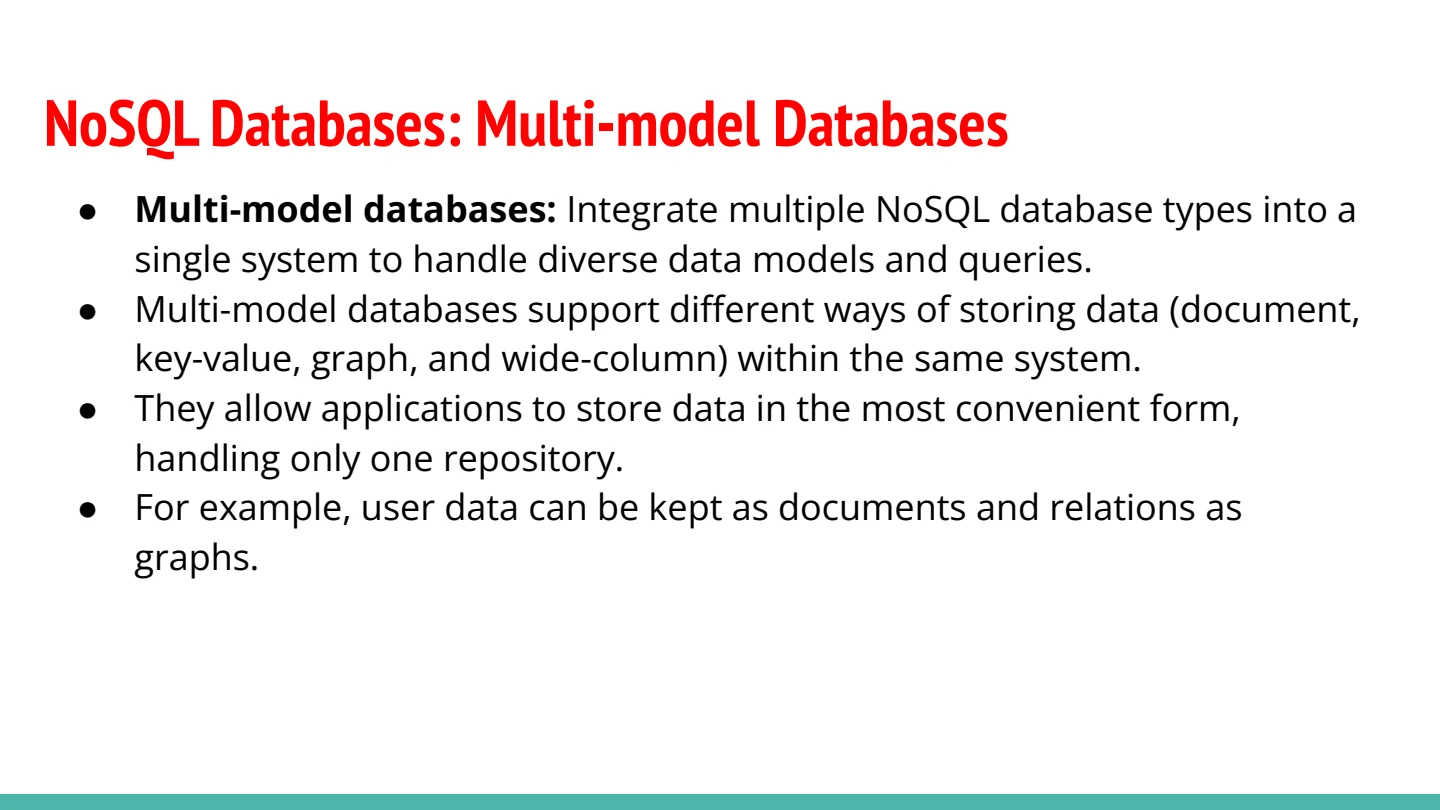 NoSQL Databases: Multi-model Databases
● Multi-model databases: Integrate multiple NoSQL database types into a
single system to handle diverse data models and queries.
● Multi-model databases support different ways of storing data (document,
key-value, graph, and wide-column) within the same system.
● They allow applications to store data in the most convenient form,
handling only one repository.
● For example, user data can be kept as documents and relations as
graphs.